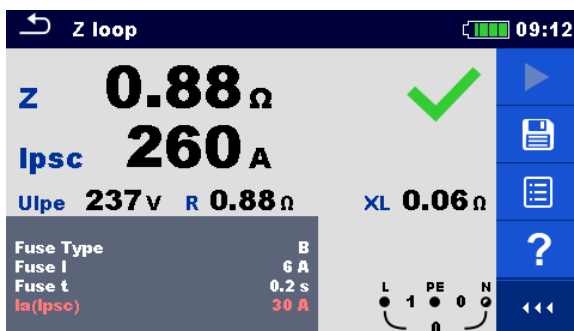 Z loop 09:12
Z 0.88 Ω
Ipsc 260 A
Ulpe 237 V R 0.88 Ω XL 0.06 Ω
Fuse Type B
Fuse I 6 A
Fuse t 0.2 s
Ia(Ipsc) 30 A
?
L PE N
1 0
0